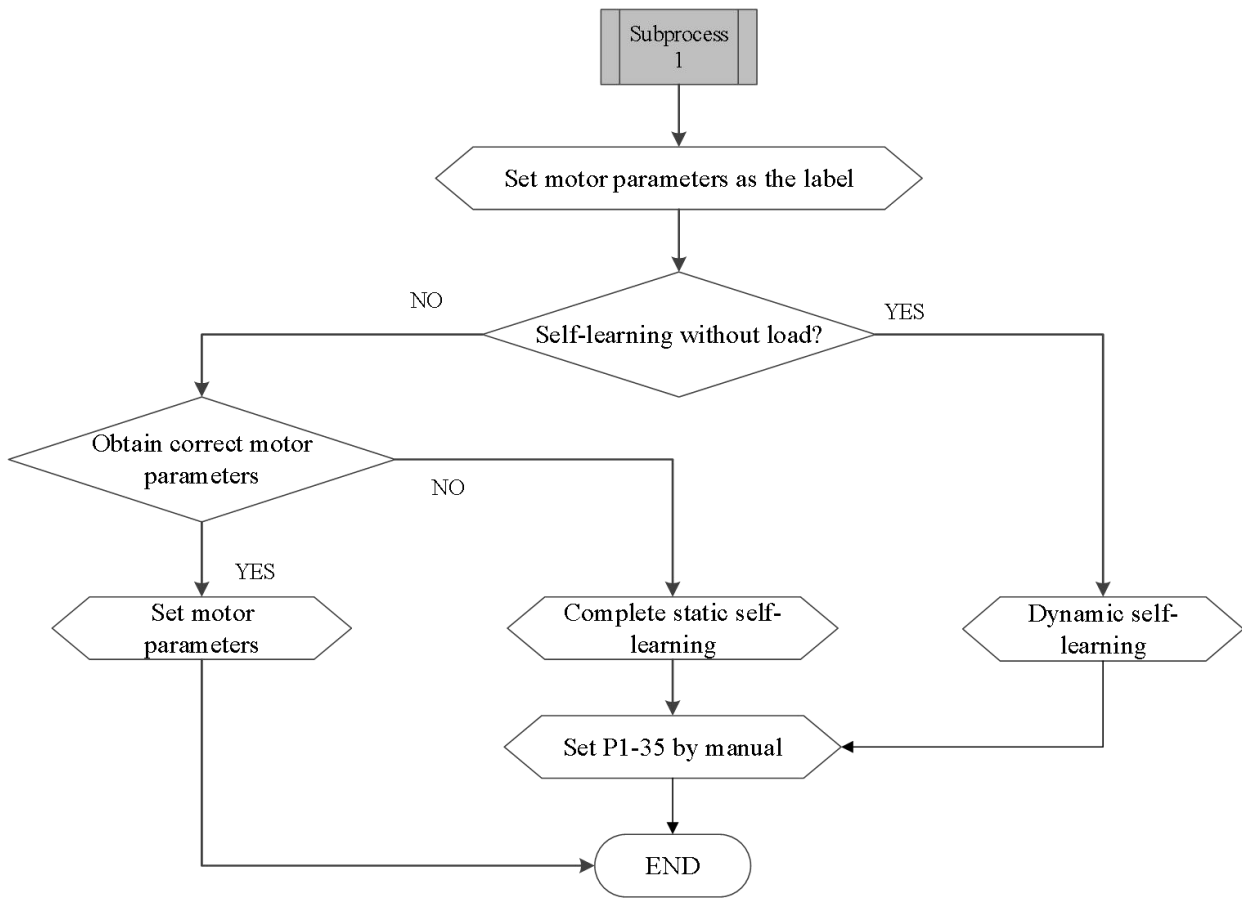 Subprocess
1
Set motor parameters as the label
NO
YES
Self-learning without load?
Obtain correct motor
parameters
NO
YES
Set motor
parameters
Complete static self-
learning
Dynamic self-
learning
Set P1-35 by manual
END